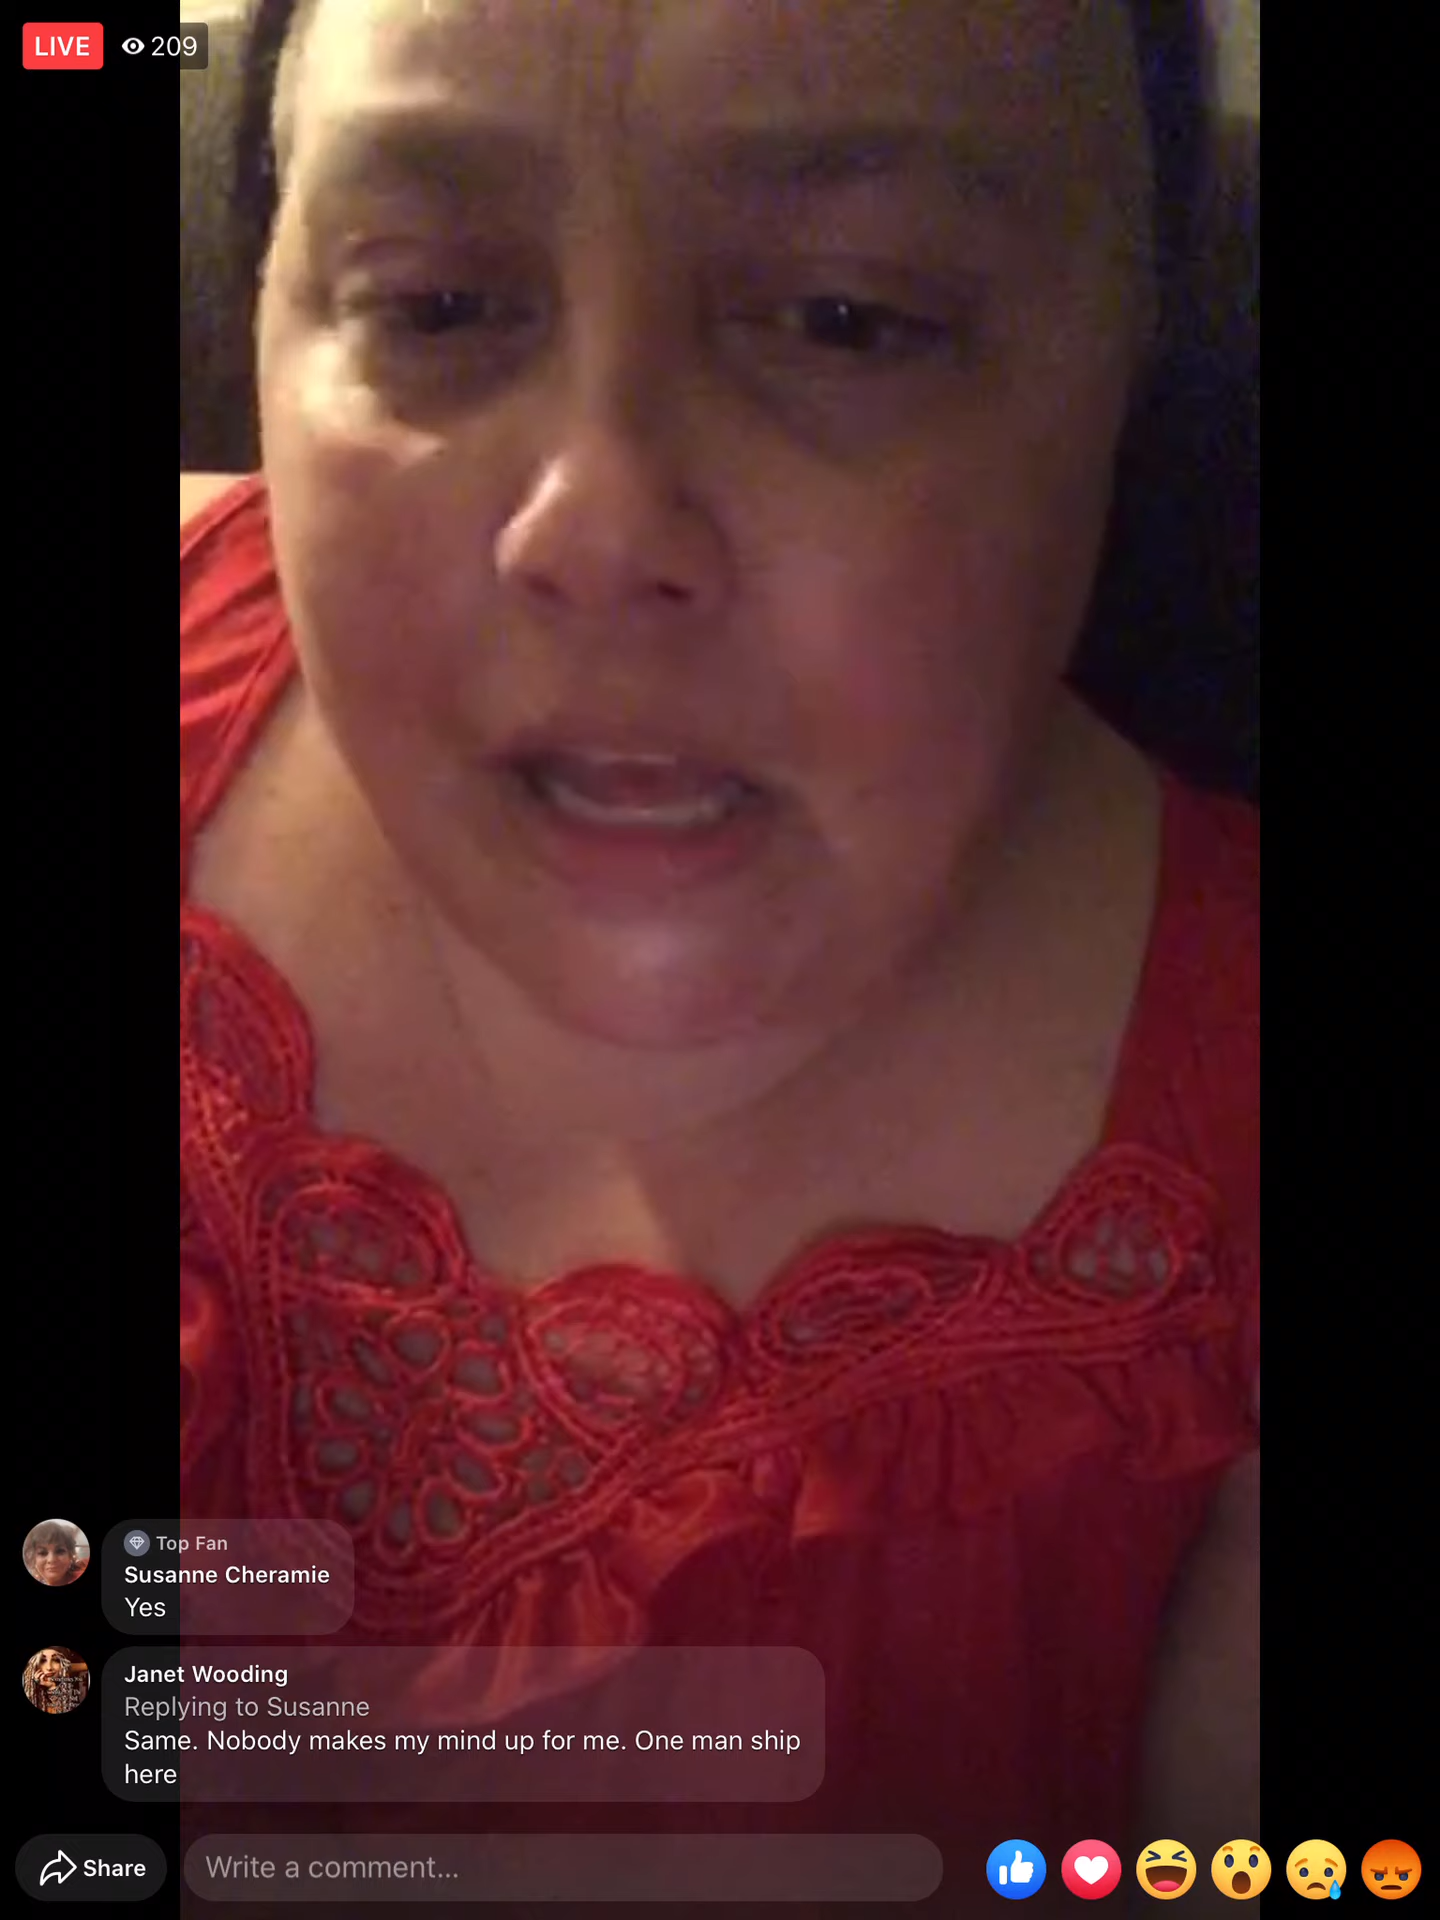 LIVE 209
Top Fan
Susanne Cheramie
Yes
Janet Wooding
Replying to Susanne
Same. Nobody makes my mind up for me. One man ship
here
Share Write a comment...